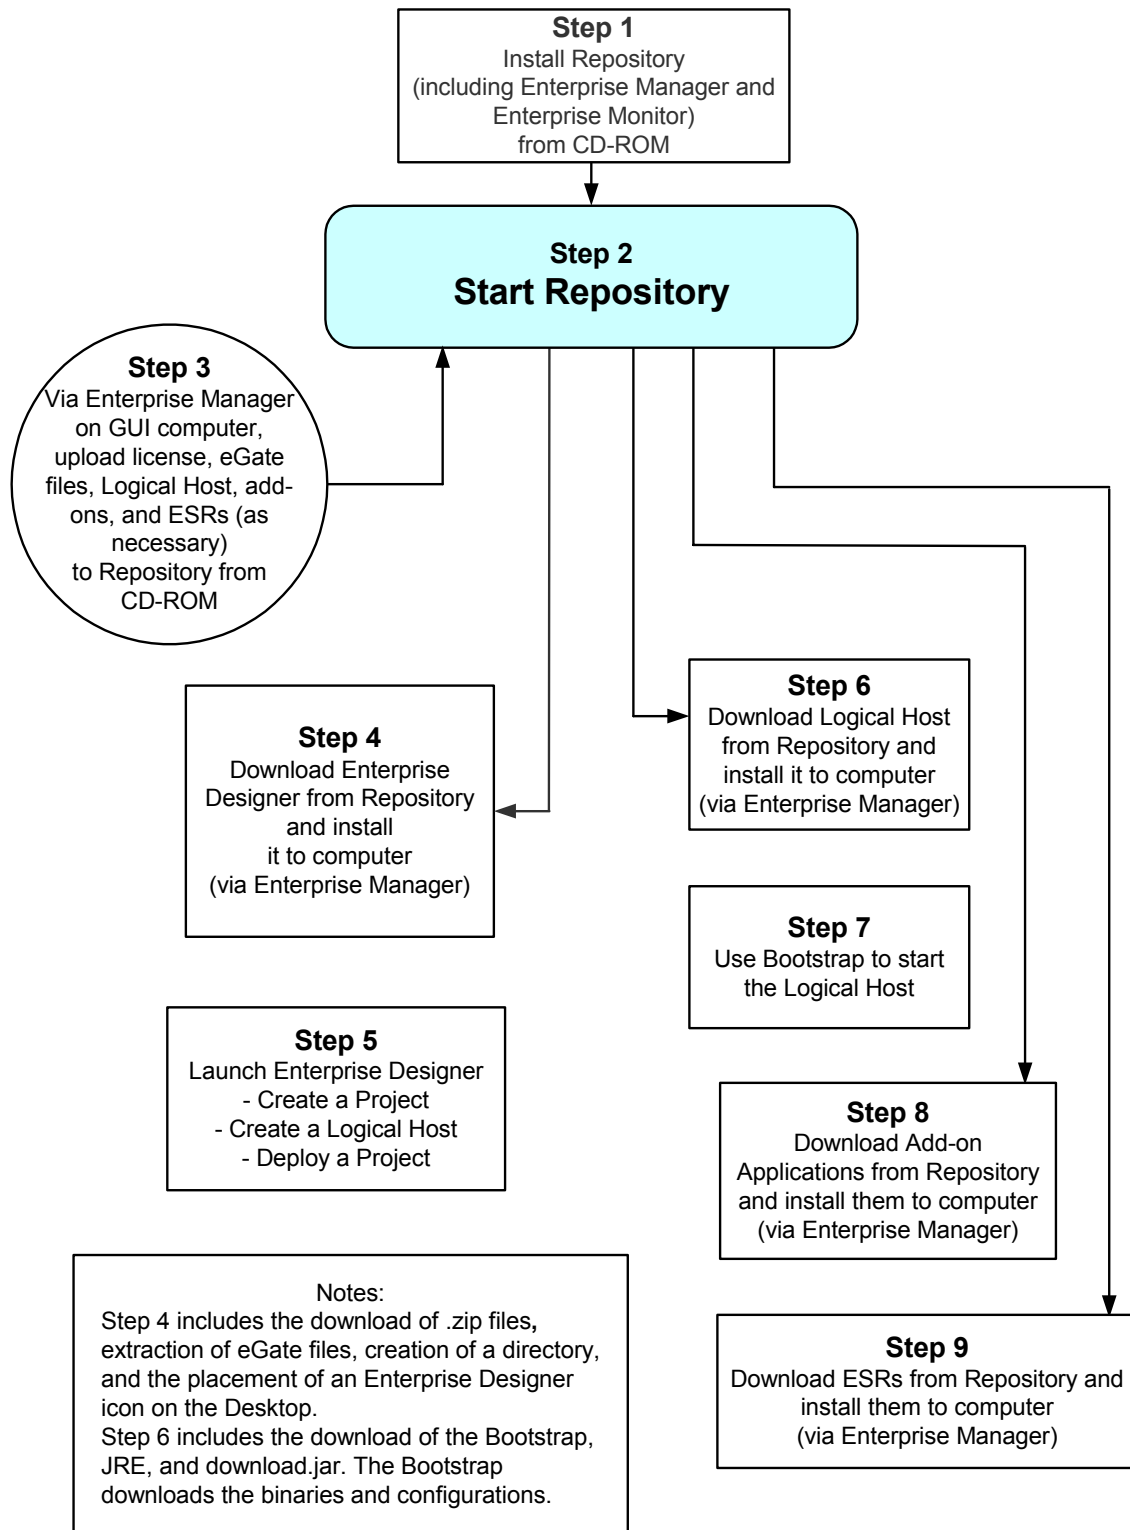 Step 1
Install Repository
(including Enterprise Manager and
Enterprise Monitor)
from CD-ROM
Step 2
Start Repository
Step 3
Via Enterprise Manager
on GUI computer,
upload license, eGate
files, Logical Host, add-
ons, and ESRs (as
necessary)
to Repository from
CD-ROM
Step 4
Download Enterprise
Designer from Repository
and install
it to computer
(via Enterprise Manager)
Step 5
Launch Enterprise Designer
- Create a Project
- Create a Logical Host
- Deploy a Project
Step 6
Download Logical Host
from Repository and
install it to computer
(via Enterprise Manager)
Step 7
Use Bootstrap to start
the Logical Host
Step 8
Download Add-on
Applications from Repository
and install them to computer
(via Enterprise Manager)
Step 9
Download ESRs from Repository and
install them to computer
(via Enterprise Manager)
Notes:
Step 4 includes the download of .zip files,
extraction of eGate files, creation of a directory,
and the placement of an Enterprise Designer
icon on the Desktop.
Step 6 includes the download of the Bootstrap,
JRE, and download.jar. The Bootstrap
downloads the binaries and configurations.